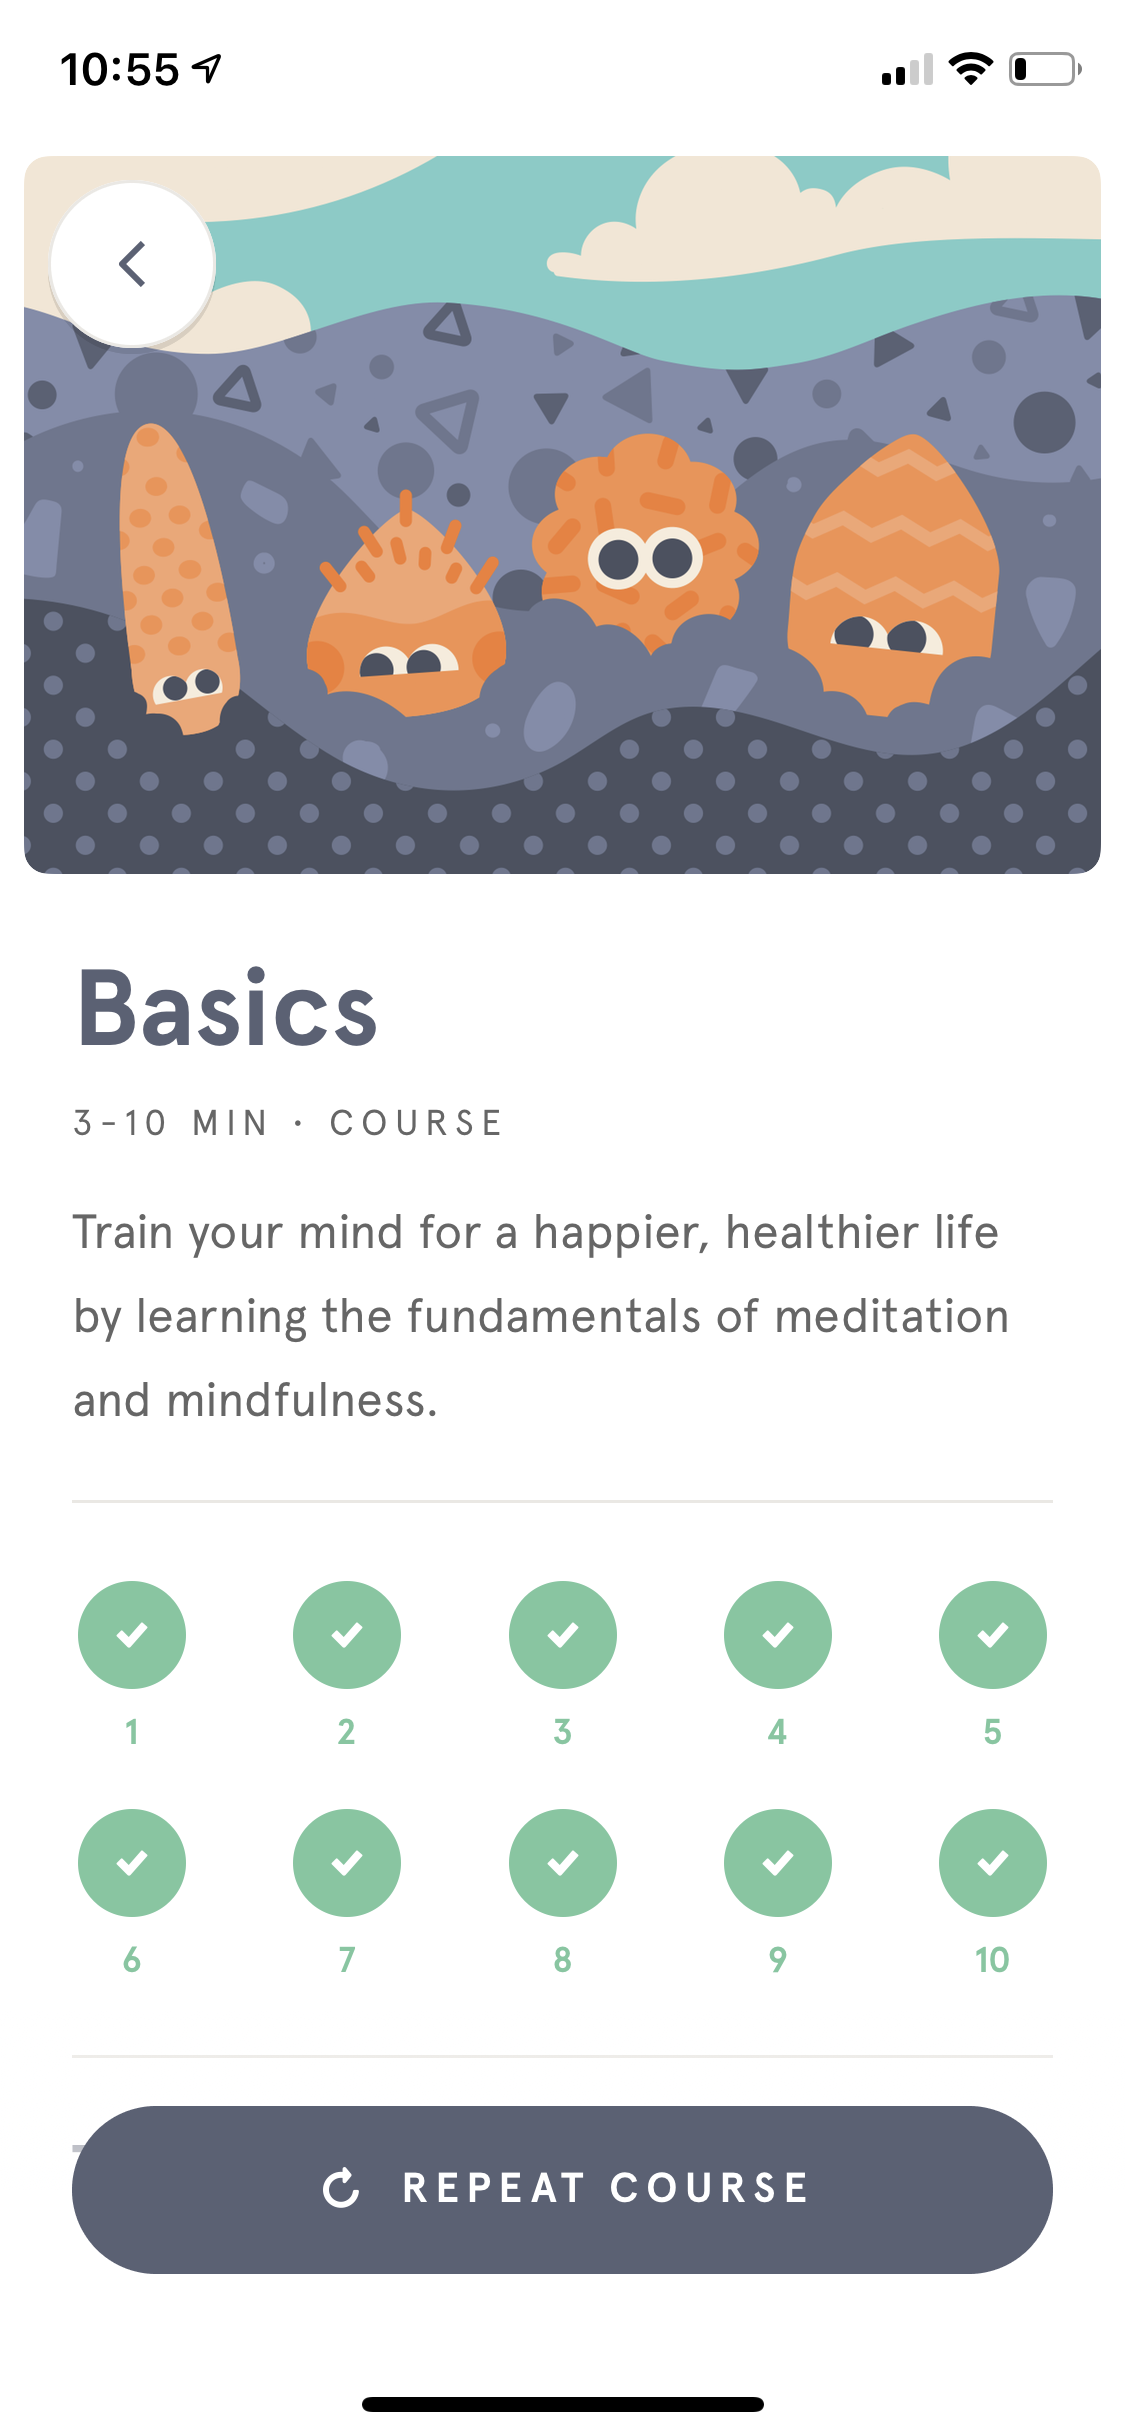 10:55
Basics
3-10 MIN · COURSE
Train your mind for a happier, healthier life
by learning the fundamentals of meditation
and mindfulness.
1 2 3 4 5
6 7 8 9 10
REPEAT COURSE